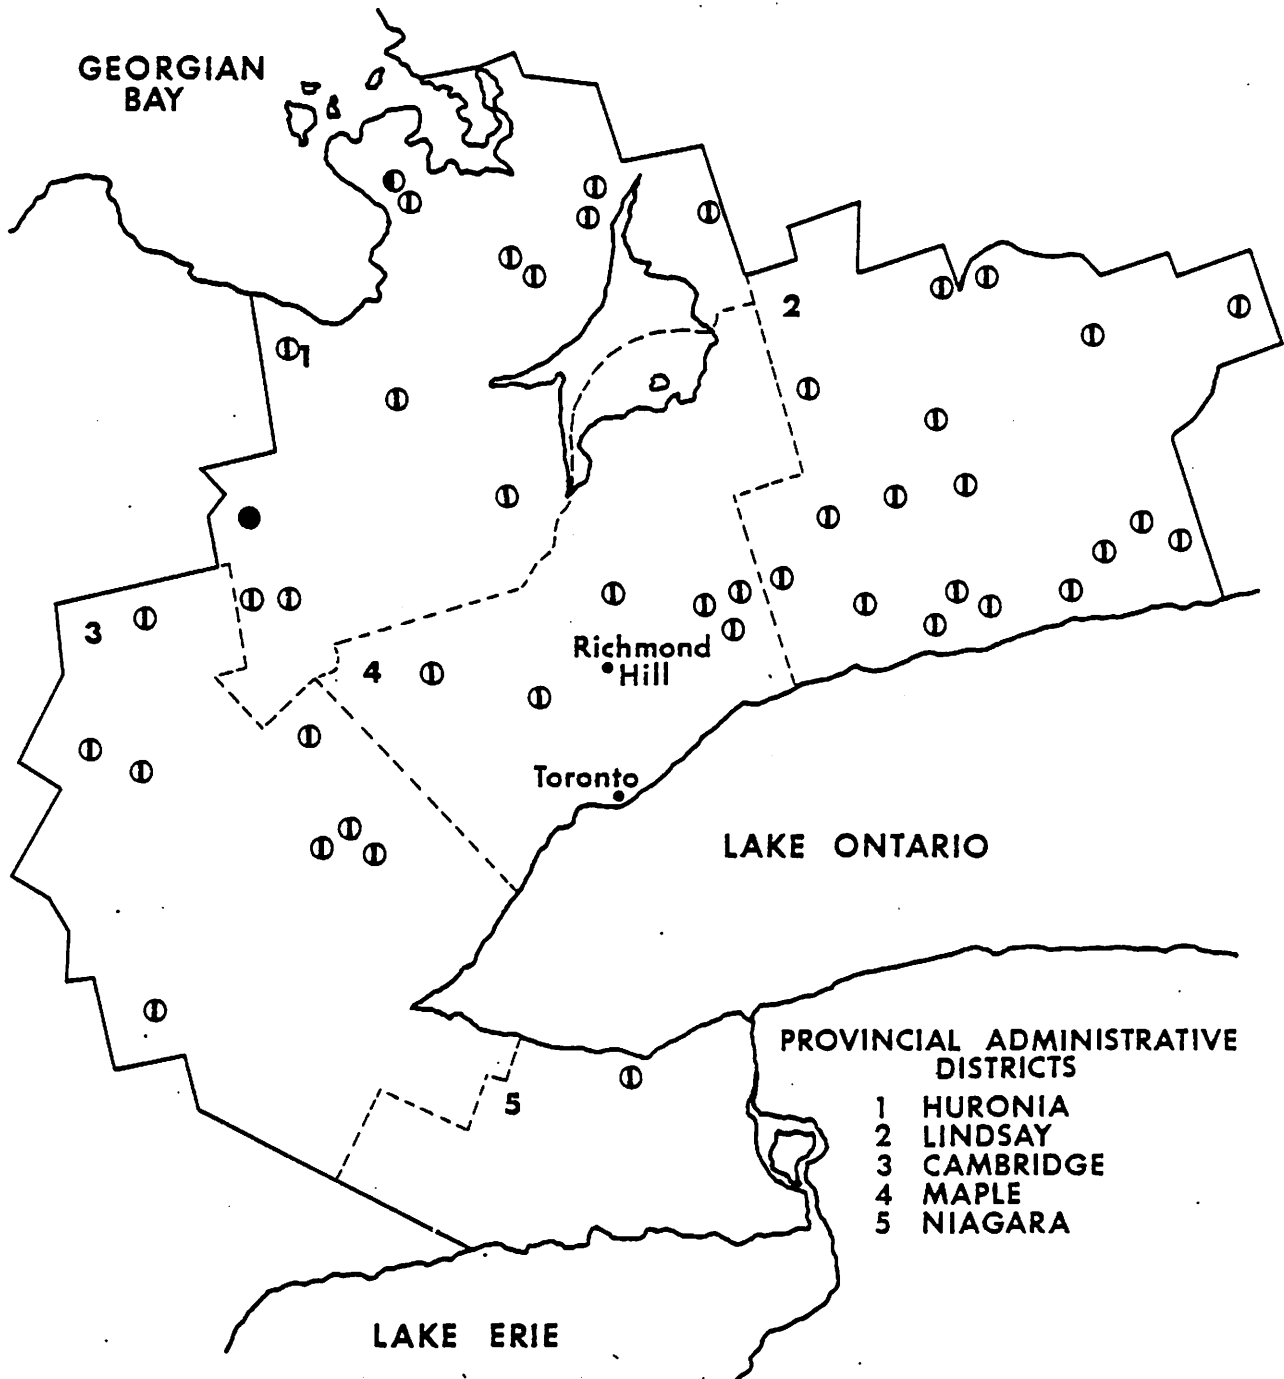 GEORGIAN
BAY
1
2
3
4
Richmond
Hill
Toronto
LAKE ONTARIO
5
PROVINCIAL ADMINISTRATIVE
DISTRICTS
1 HURONIA
2 LINDSAY
3 CAMBRIDGE
4 MAPLE
5 NIAGARA
LAKE ERIE